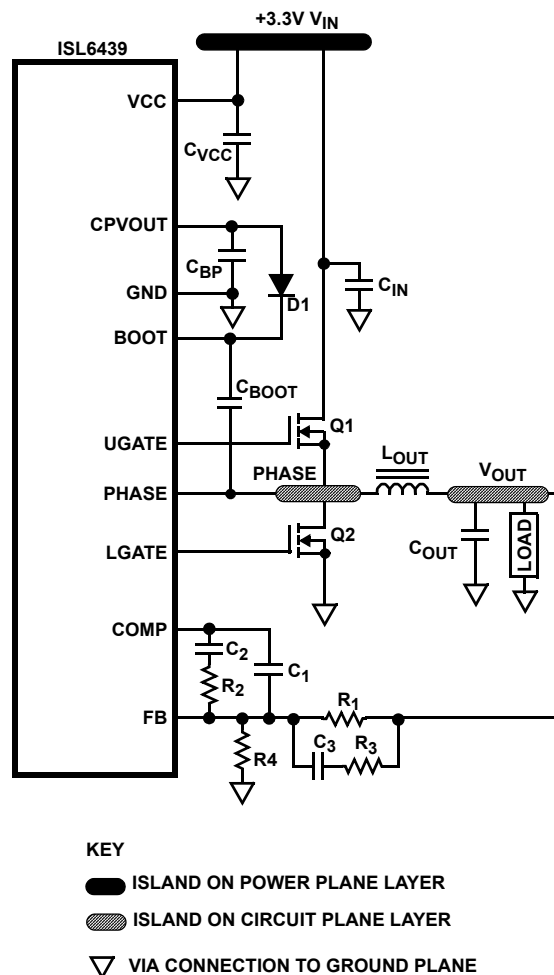 +3.3V VIN
ISL6439
VCC
CVCC
CPVOUT
CBP
D1
CIN
GND
BOOT
CBOOT
Q1
UGATE
PHASE
PHASE
LOUT
VOUT
Q2
LGATE
COUT
LOAD
COMP
C2
C1
R2
R1
FB
C3
R3
R4
KEY
ISLAND ON POWER PLANE LAYER
ISLAND ON CIRCUIT PLANE LAYER
VIA CONNECTION TO GROUND PLANE